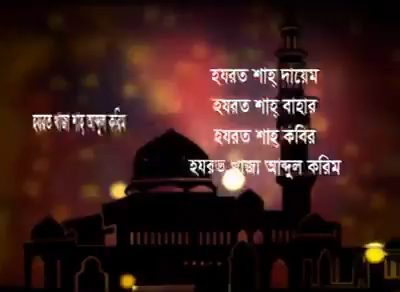 হযরত শাহ্ দায়েম
হযরত শাহ্ বাহার
হযরত শাহ্ কবির
হযরত খাজা আব্দুল করিম
হযরত খাজা শাহ্ আব্দুল করিম